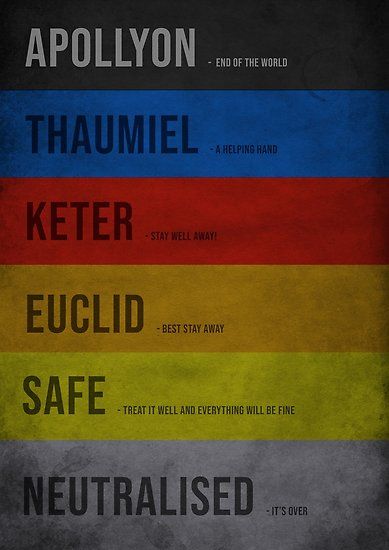 APOLLYON - END OF THE WORLD
THAUMIEL - A HELPING HAND
KETER - STAY WELL AWAY!
EUCLID - BEST STAY AWAY
SAFE - TREAT IT WELL AND EVERYTHING WILL BE FINE
NEUTRALISED - IT'S OVER